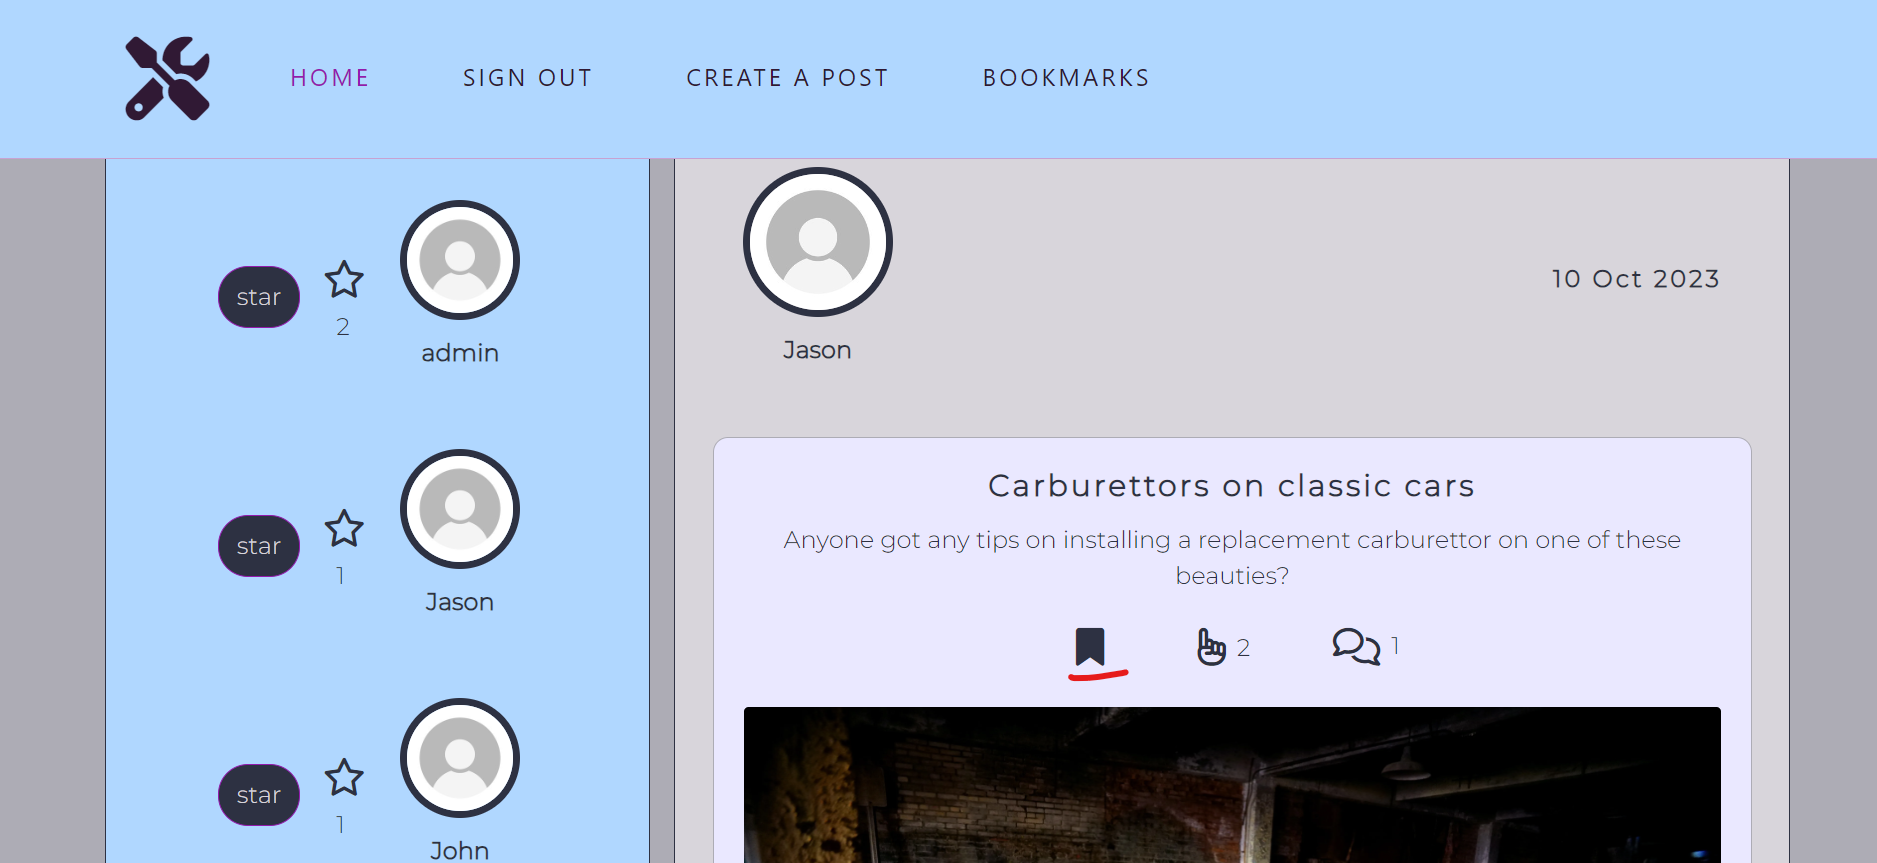 HOME SIGN OUT CREATE A POST BOOKMARKS
star
2
admin
star
1
Jason
star
1
John
Jason
10 Oct 2023
Carburettors on classic cars
Anyone got any tips on installing a replacement carburettor on one of these
beauties?
2 1